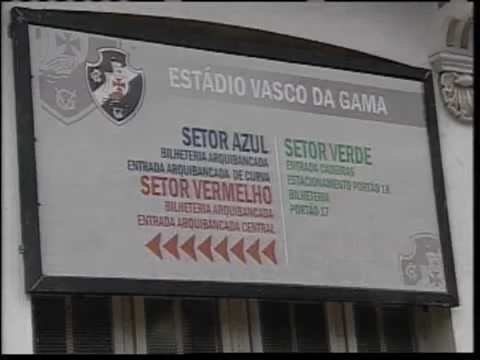 ESTÁDIO VASCO DA GAMA
SETOR AZUL
BILHETERIA ARQUIBANCADA
ENTRADA ARQUIBANCADA DE CURVA
SETOR VERMELHO
BILHETERIA ARQUIBANCADA
ENTRADA ARQUIBANCADA CENTRAL
SETOR VERDE
ENTRADA CADEIRAS
ESTACIONAMENTO PORTÃO 18
BILHETERIA
PORTÃO 17